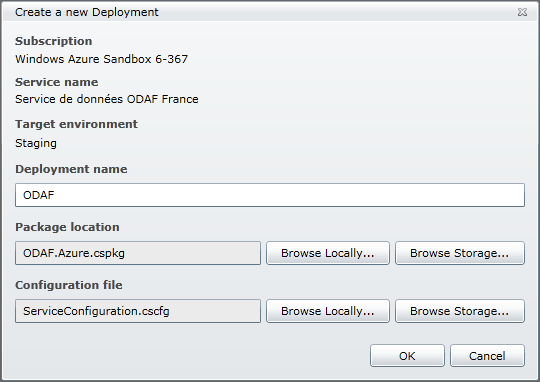 Create a new Deployment
Subscription
Windows Azure Sandbox 6-367
Service name
Service de données ODAF France
Target environment
Staging
Deployment name
ODAF
Package location
ODAF.Azure.cspkg Browse Locally... Browse Storage...
Configuration file
ServiceConfiguration.cscfg Browse Locally... Browse Storage...
OK Cancel